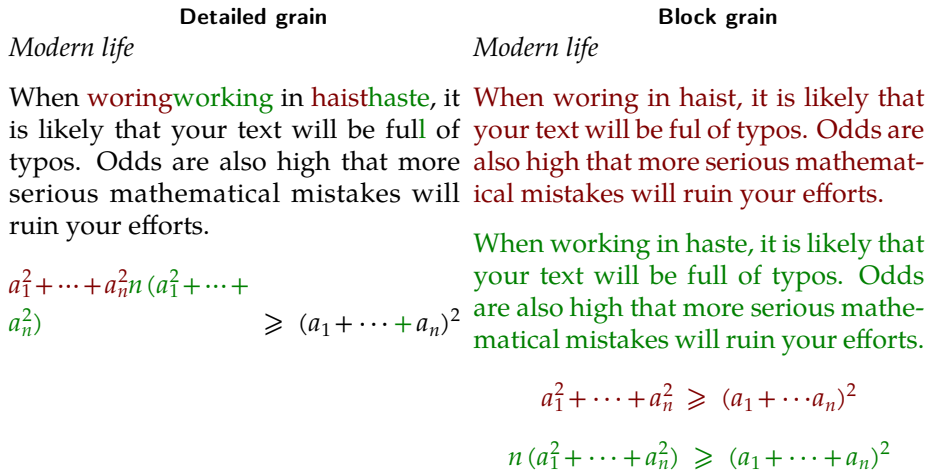 Detailed grain
Modern life
When woringworking in haisthaste, it
is likely that your text will be full of
typos. Odds are also high that more
serious mathematical mistakes will
ruin your efforts.
a₁² + ⋯ + aₙ²n (a₁² + ⋯ +
aₙ²) ⩾ (a₁ + ⋯ + aₙ)²
Block grain
Modern life
When woring in haist, it is likely that
your text will be ful of typos. Odds are
also high that more serious mathemat-
ical mistakes will ruin your efforts.
When working in haste, it is likely that
your text will be full of typos. Odds
are also high that more serious mathe-
matical mistakes will ruin your efforts.
a₁² + ⋯ + aₙ² ⩾ (a₁ + ⋯aₙ)²
n (a₁² + ⋯ + aₙ²) ⩾ (a₁ + ⋯ + aₙ)²